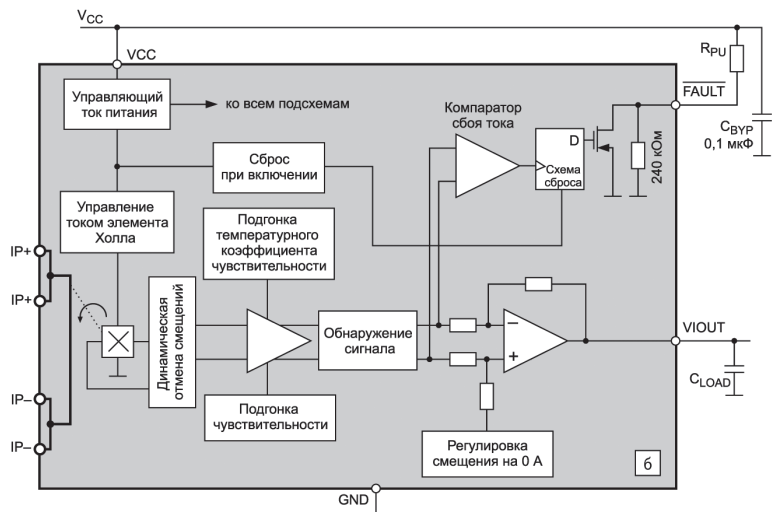 VCC
VCC
RPU
FAULT
CBYP
0,1 мкФ
Управляющий
ток питания
ко всем подсхемам
Компаратор
сбоя тока
D
Схема
сброса
240 кОм
Сброс
при включении
Управление
током элемента
Холла
Подгонка
температурного
коэффициента
чувствительности
IP+
IP+
IP–
IP–
Динамическая
отмена смещений
Обнаружение
сигнала
Подгонка
чувствительности
–
+
VIOUT
CLOAD
Регулировка
смещения на 0 А
б
GND